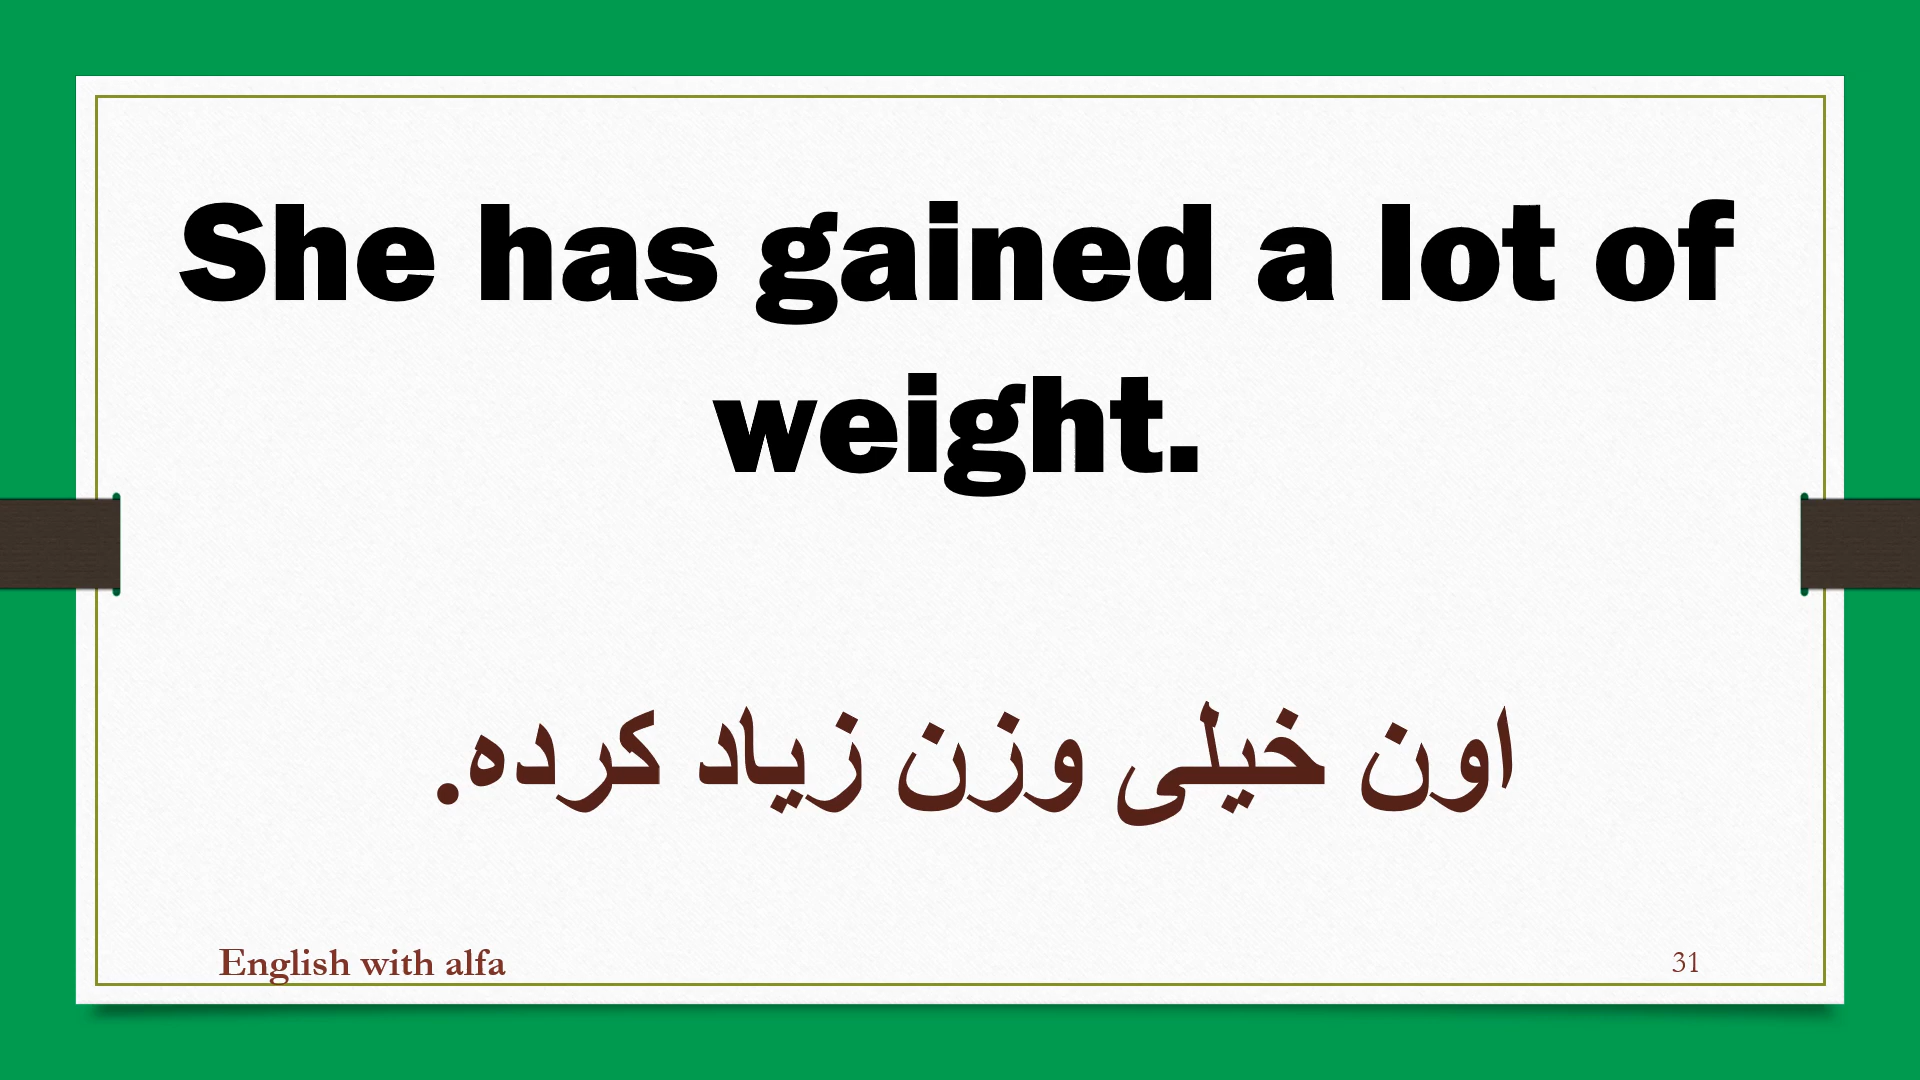 She has gained a lot of
weight.
اون خیلی وزن زیاد کرده.
English with alfa
31